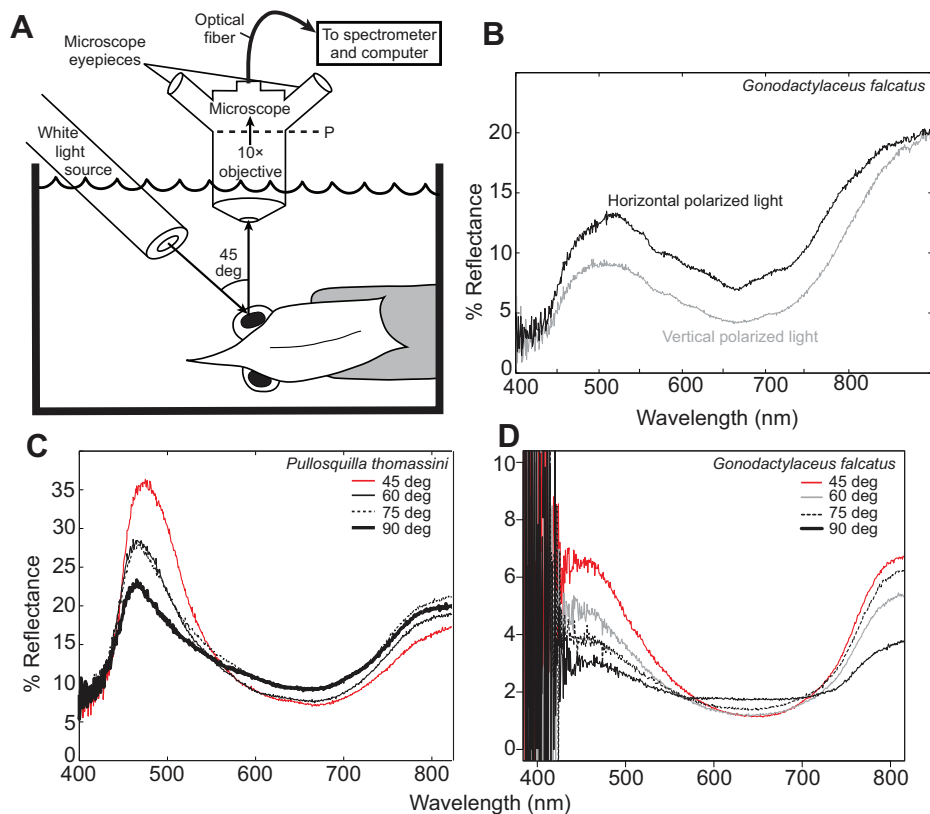 A
Optical
fiber
To spectrometer
and computer
Microscope
eyepieces
Microscope
P
White
light
source
10×
objective
45
deg
B
Gonodactylaceus falcatus
% Reflectance
20
15
10
5
0
Horizontal polarized light
Vertical polarized light
400 500 600 700 800
Wavelength (nm)
C
Pullosquilla thomassini
45 deg
60 deg
75 deg
90 deg
% Reflectance
35
30
25
20
15
10
5
0
400 500 600 700 800
D
Gonodactylaceus falcatus
45 deg
60 deg
75 deg
90 deg
10
8
6
4
2
0
400 500 600 700 800
Wavelength (nm)